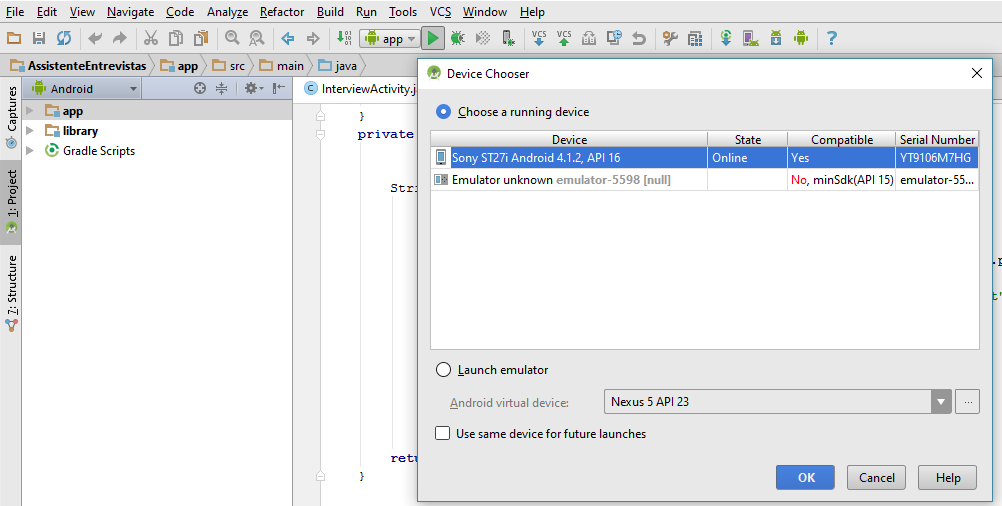 File Edit View Navigate Code Analyze Refactor Build Run Tools VCS Window Help
app VCS VCS ?
AssistenteEntrevistas app src main java
Android
InterviewActivity.j
Captures
1: Project
7: Structure
app
library
Gradle Scripts
}
private
Stri
retu
}
Device Chooser
Choose a running device
Device State Compatible Serial Number
Sony ST27i Android 4.1.2, API 16 Online Yes YT9106M7HG
Emulator unknown emulator-5598 [null] No, minSdk(API 15) emulator-55...
Launch emulator
Android virtual device: Nexus 5 API 23 ...
Use same device for future launches
OK Cancel Help